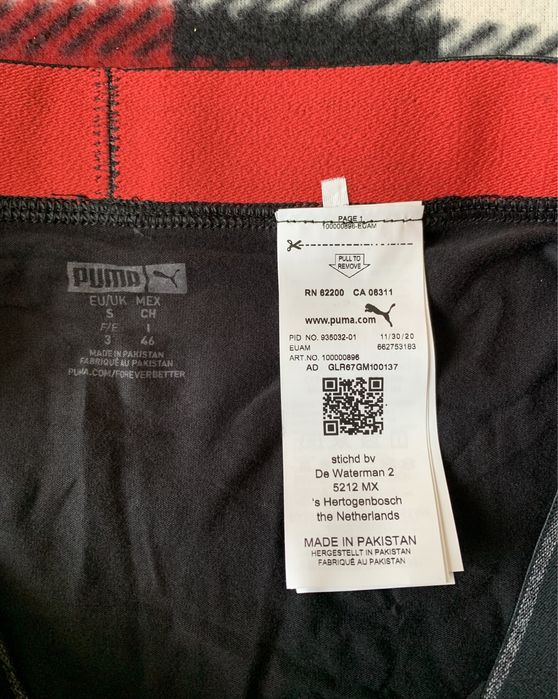 PUMA
EU/UK MEX
S CH
F/E I
3 46
MADE IN PAKISTAN
FABRIQUÉ AU PAKISTAN
PUMA.COM/FOREVERBETTER
PAGE 1
100000896-EUAM
PULL TO
REMOVE
RN 62200 CA 06311
www.puma.com
PID NO. 935032-01 11/30/20
EUAM 662753183
ART.NO. 100000896
AD GLR67GM100137
stichd bv
De Waterman 2
5212 MX
's Hertogenbosch
the Netherlands
MADE IN PAKISTAN
HERGESTELLT IN PAKISTAN
FABRIQUÉ AU PAKISTAN